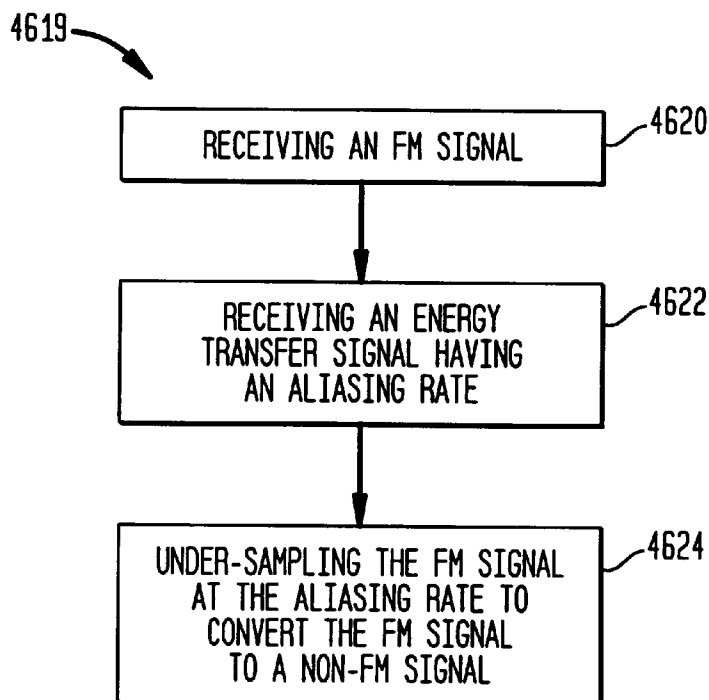 4619
RECEIVING AN FM SIGNAL
4620
RECEIVING AN ENERGY
TRANSFER SIGNAL HAVING
AN ALIASING RATE
4622
UNDER-SAMPLING THE FM SIGNAL
AT THE ALIASING RATE TO
CONVERT THE FM SIGNAL
TO A NON-FM SIGNAL
4624